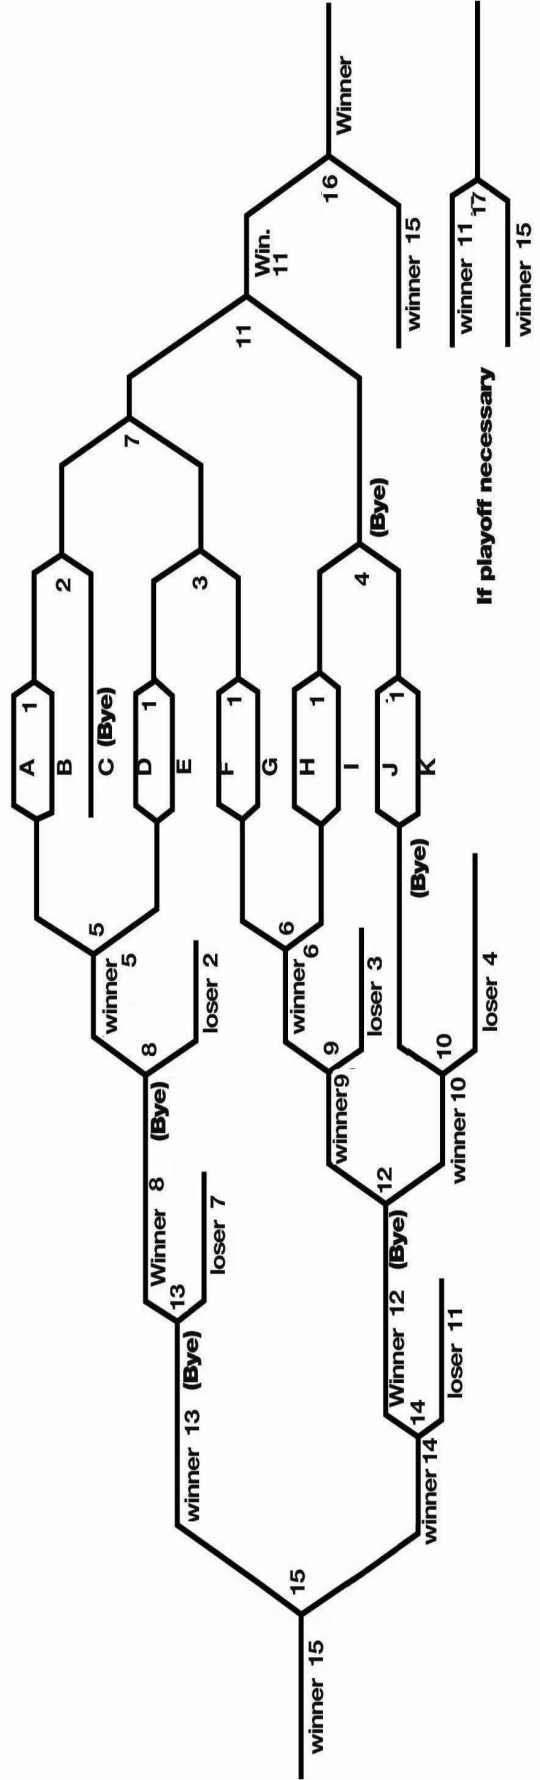 A 1
B
2
5
winner
5
C (Bye)
7
D 1
8
Winner 8
(Bye)
13
E
winner 13
(Bye)
3
loser 2
loser 7
F 1
11
Win.
11
G
6
15
winner
6
H 1
winner 15
16
9
winner9
Winner
I
4
loser 3
(Bye)
12
J 1
Winner 12
(Bye)
winner 15
14
(Bye)
K
winner 14
10
loser 11
winner 10
winner 11
17
If playoff necessary
loser 4
winner 15